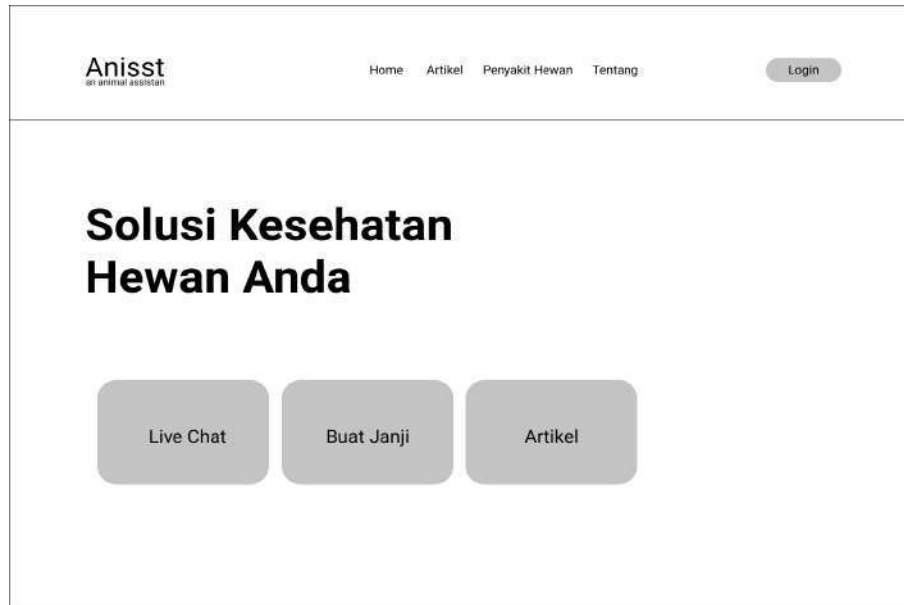 Anisst
an animal assistan
Home Artikel Penyakit Hewan Tentang
Login
Solusi Kesehatan
Hewan Anda
Live Chat
Buat Janji
Artikel